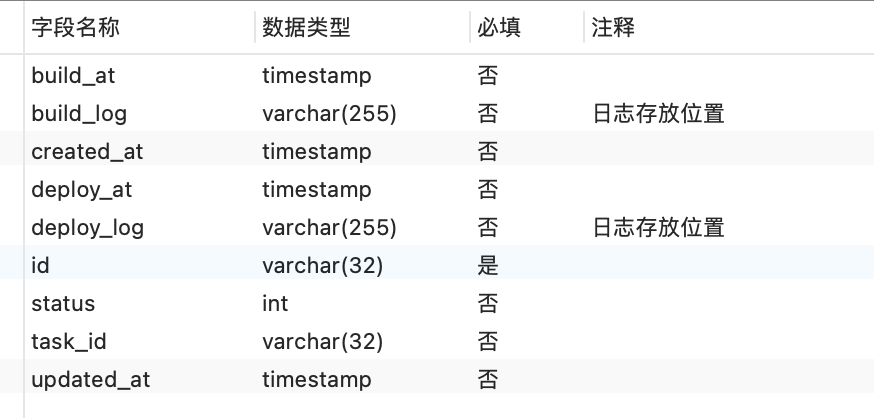 字段名称 数据类型 必填 注释
build_at timestamp 否
build_log varchar(255) 否 日志存放位置
created_at timestamp 否
deploy_at timestamp 否
deploy_log varchar(255) 否 日志存放位置
id varchar(32) 是
status int 否
task_id varchar(32) 否
updated_at timestamp 否